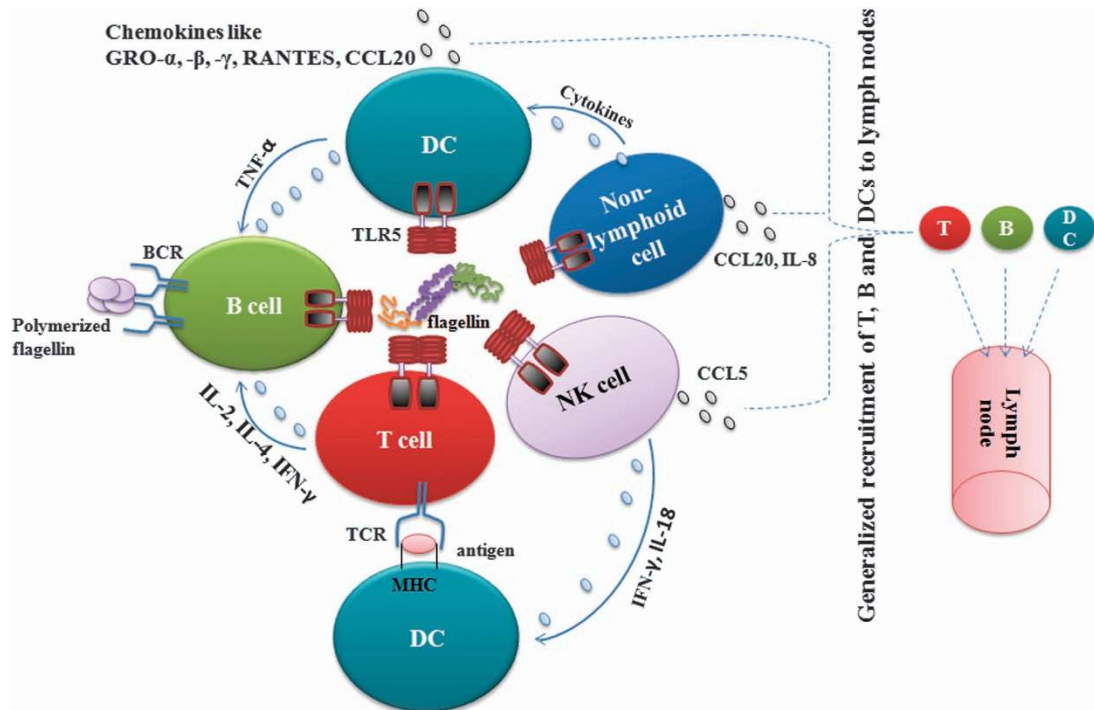 Chemokines like
GRO-α, -β, -γ, RANTES, CCL20
DC
Cytokines
TNF-α
TLR5
Non-
lymphoid
cell
CCL20, IL-8
BCR
B cell
Polymerized
flagellin
flagellin
NK cell
CCL5
T cell
IL-2, IL-4, IFN-γ
TCR
antigen
MHC
DC
IFN-γ, IL-18
Generalized recruitment of T, B and DCs to lymph nodes
T
B
D
C
Lymph
node